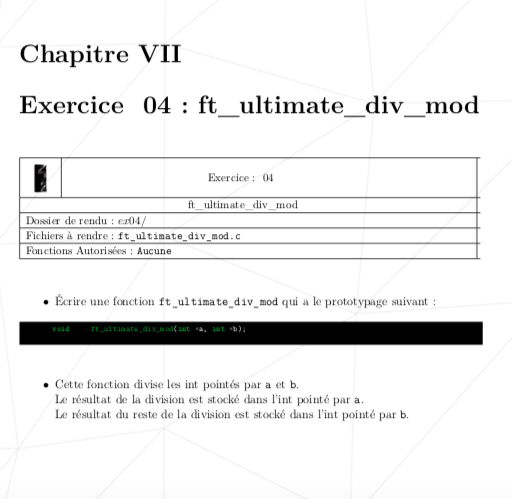 Chapitre VII
Exercice 04 : ft_ultimate_div_mod
Exercice : 04
ft_ultimate_div_mod
Dossier de rendu : ex04/
Fichiers à rendre : ft_ultimate_div_mod.c
Fonctions Autorisées : Aucune
• Écrire une fonction ft_ultimate_div_mod qui a le prototypage suivant :
void ft_ultimate_div_mod(int *a, int *b);
• Cette fonction divise les int pointés par a et b.
Le résultat de la division est stocké dans l'int pointé par a.
Le résultat du reste de la division est stocké dans l'int pointé par b.